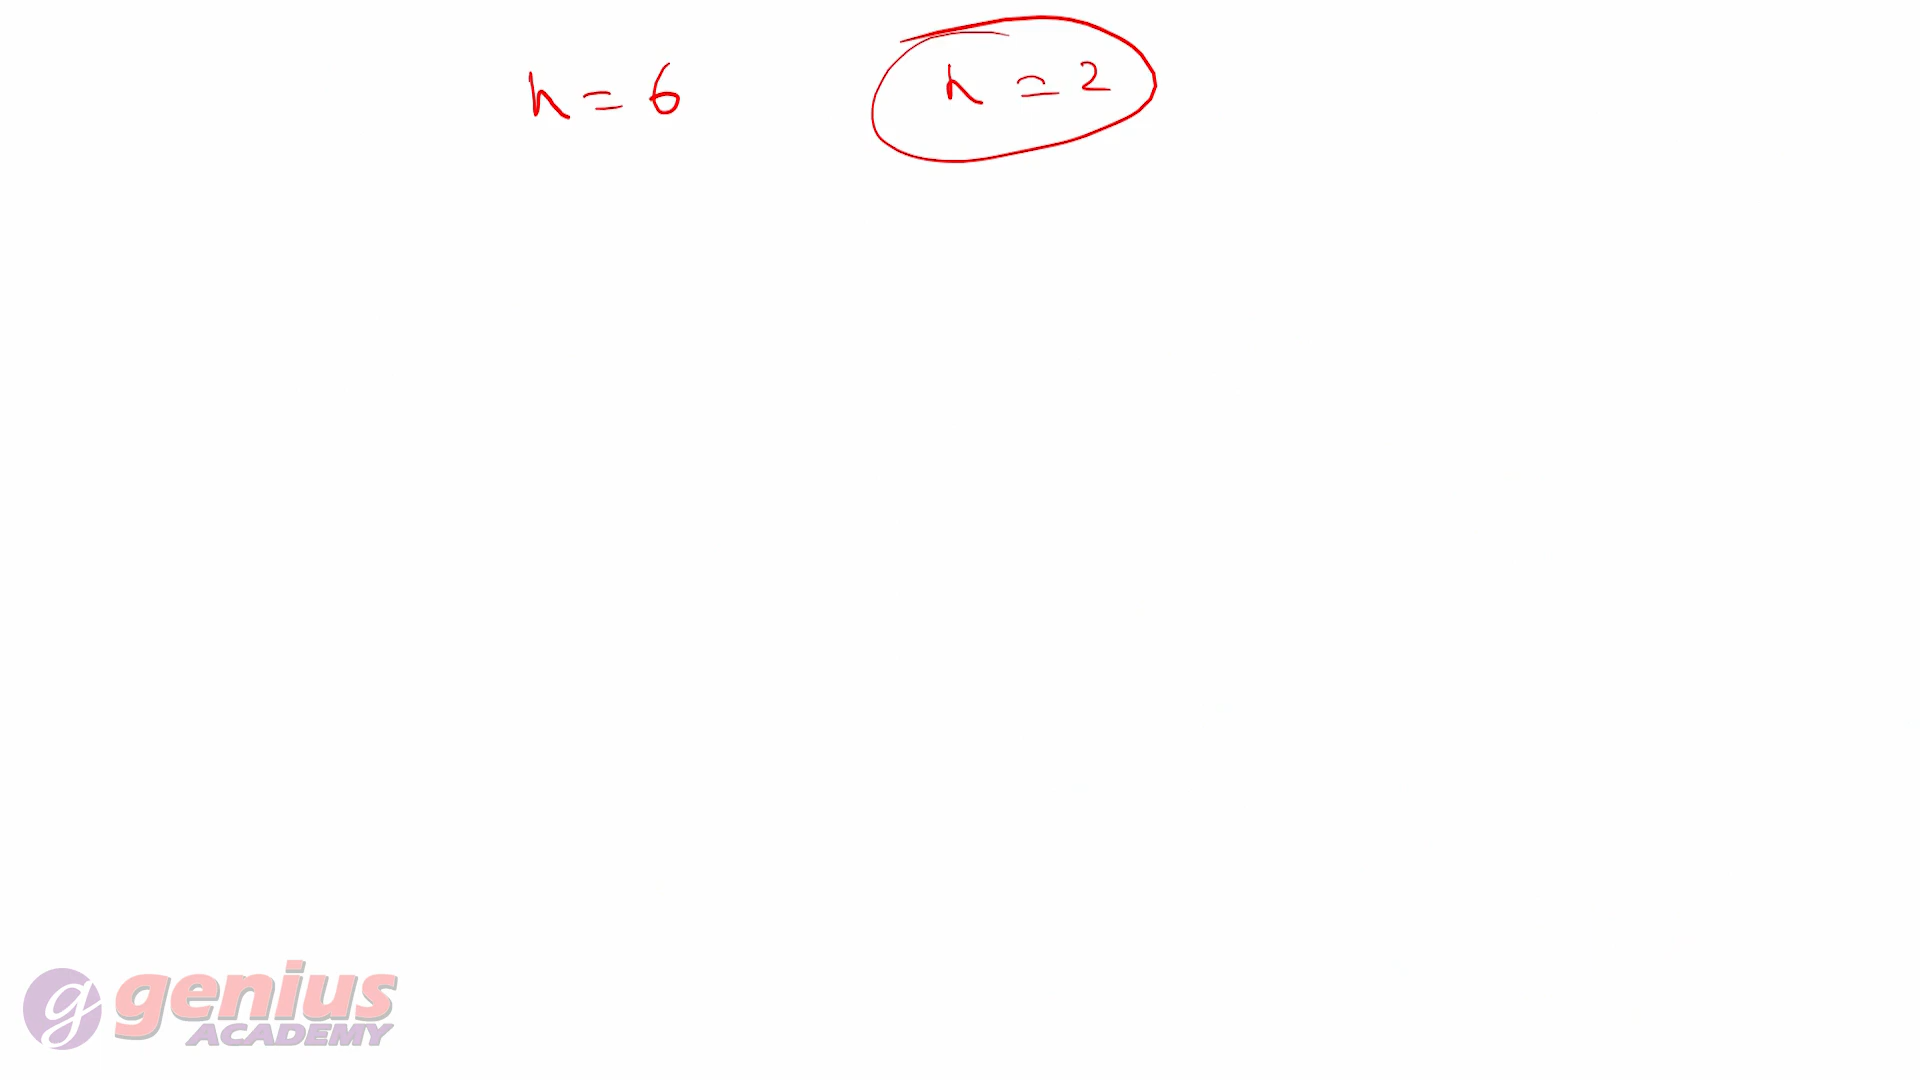 n = 6 n = 2
genius
ACADEMY